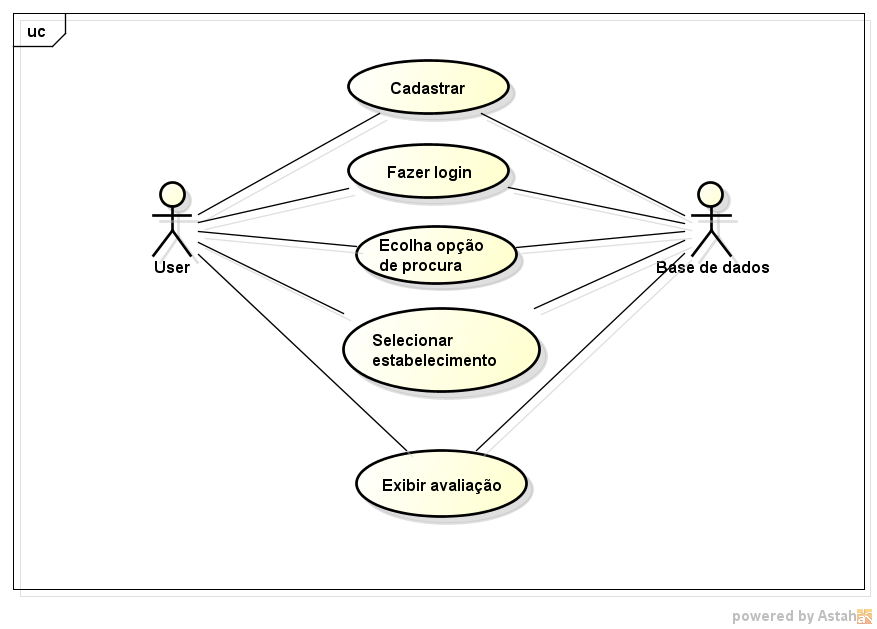 uc
Cadastrar
Fazer login
Ecolha opção
de procura
User
Base de dados
Selecionar
estabelecimento
Exibir avaliação
powered by Astah